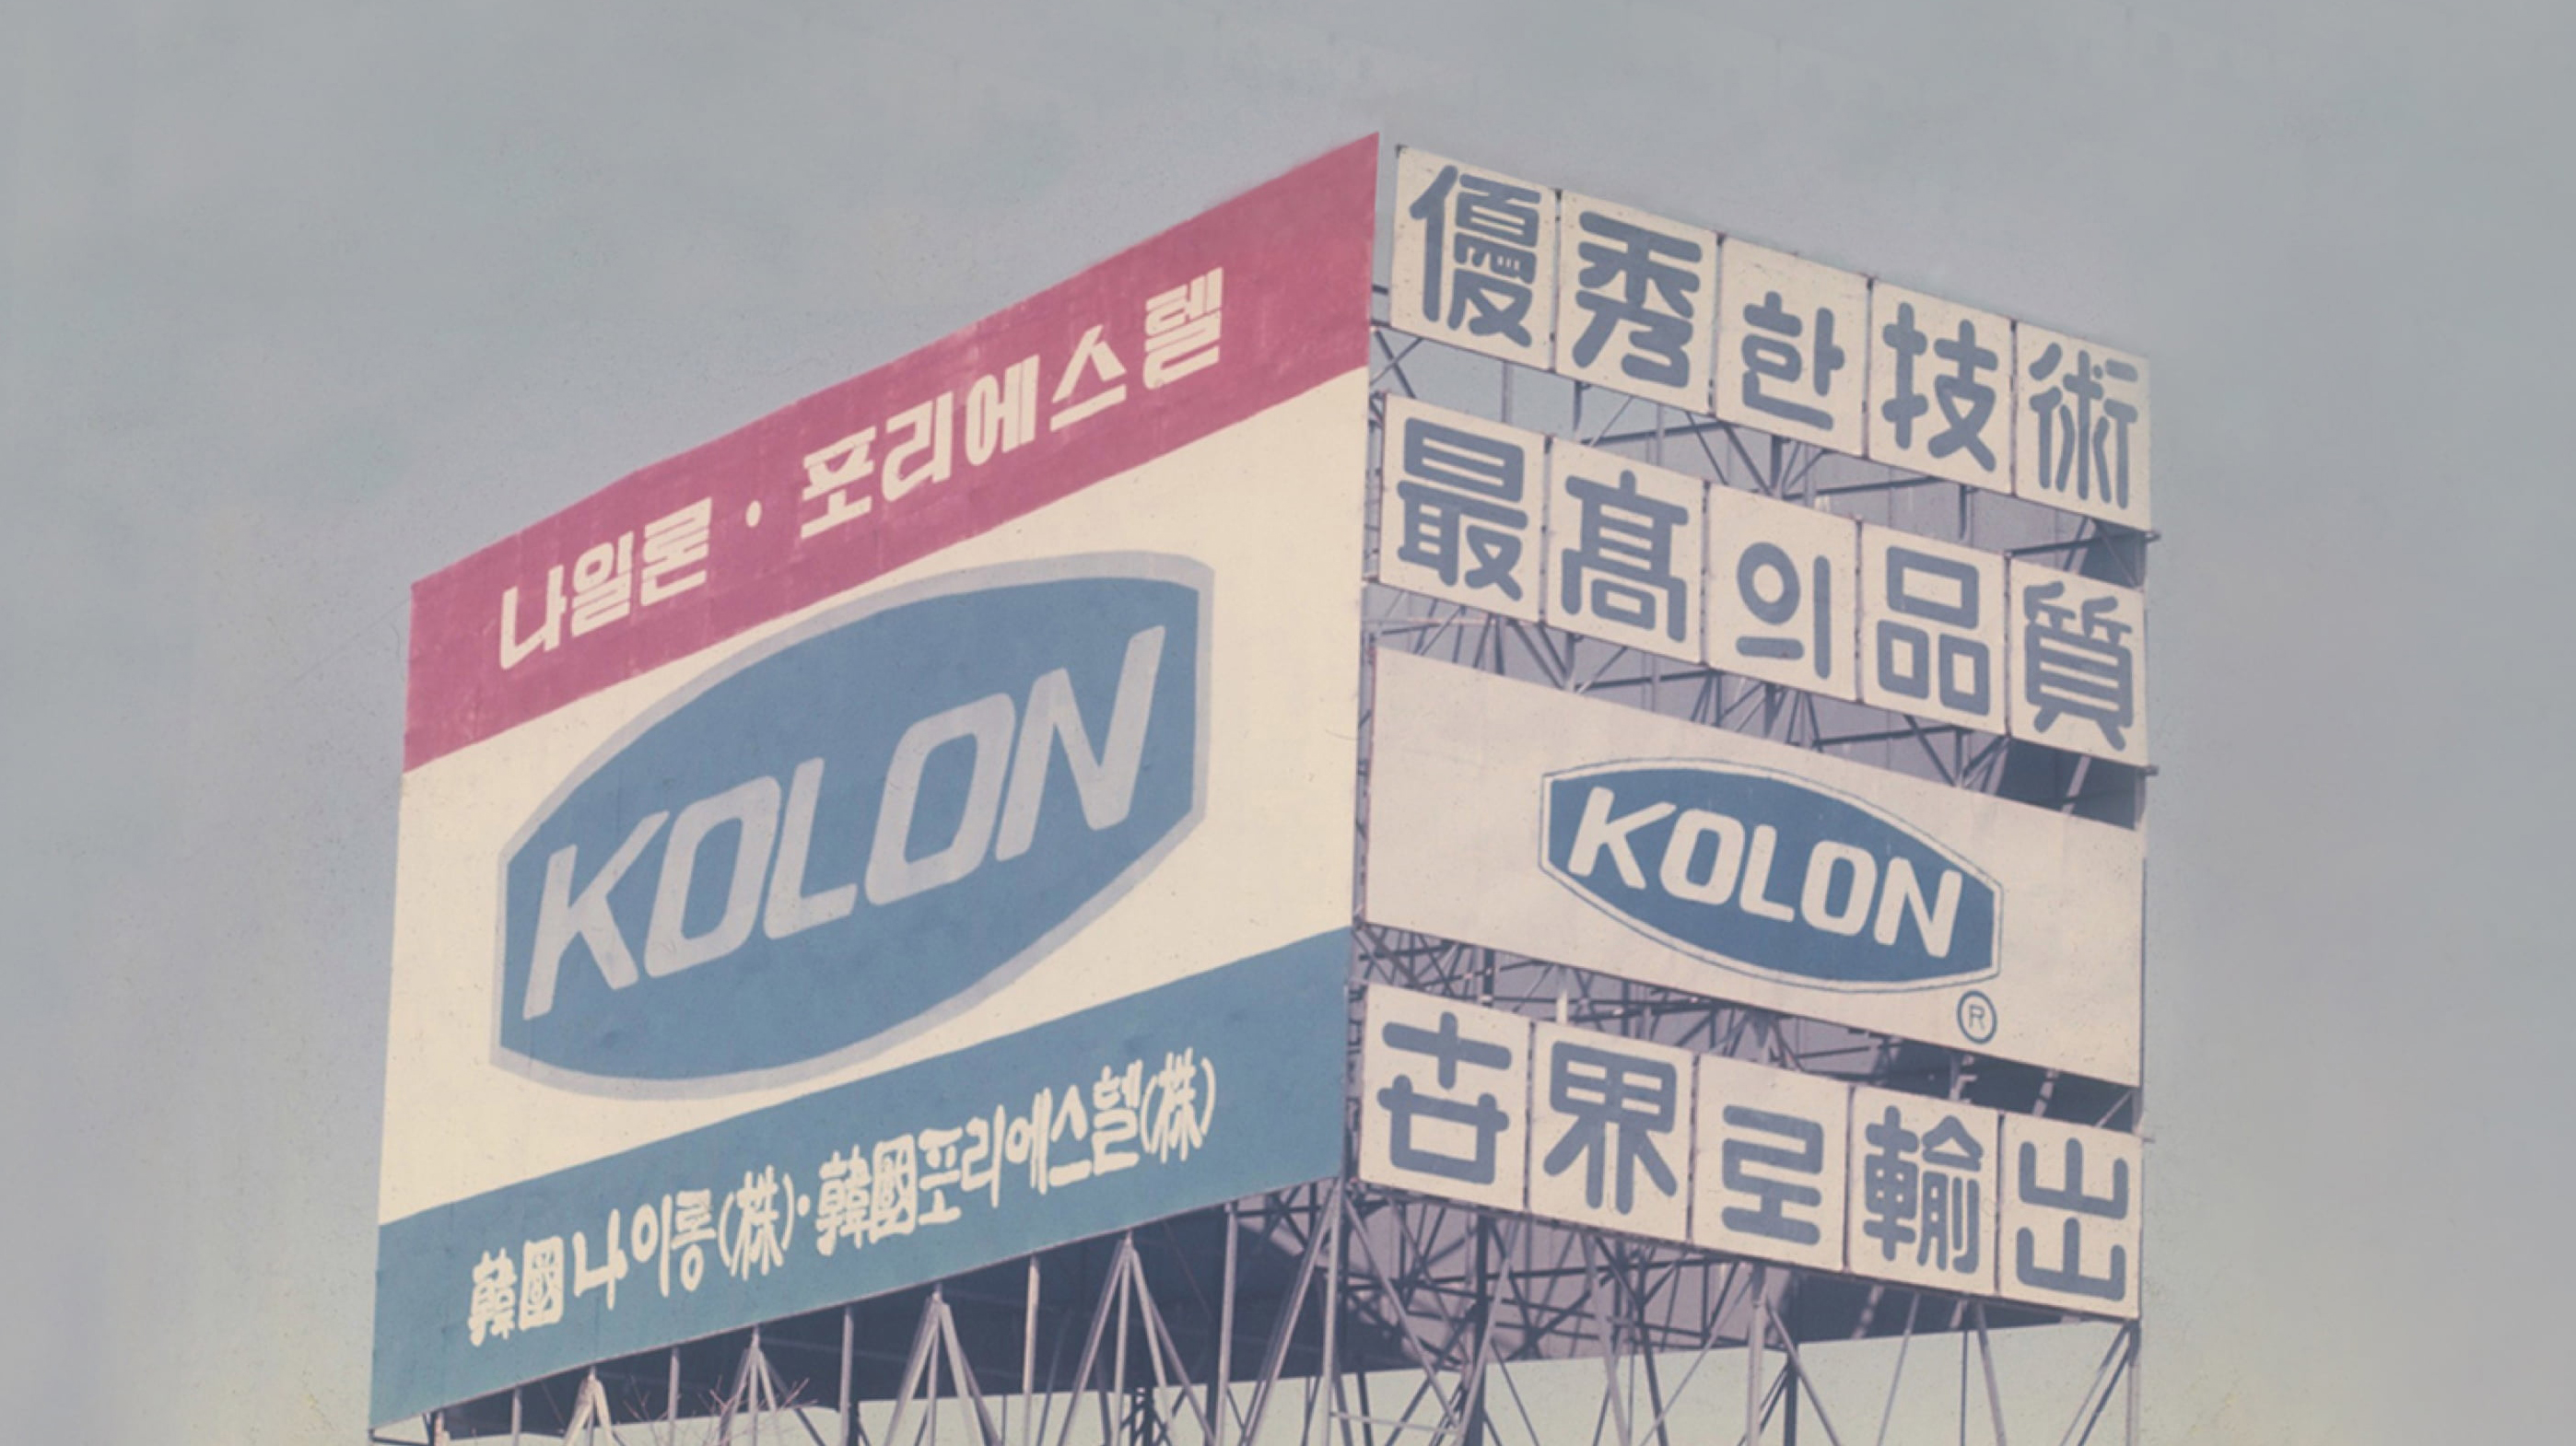 나일론·포리에스텔
KOLON
韓國나이롱(株)·韓國포리에스텔(株)
優秀한技術
最高의品質
KOLON
®
世界로輸出